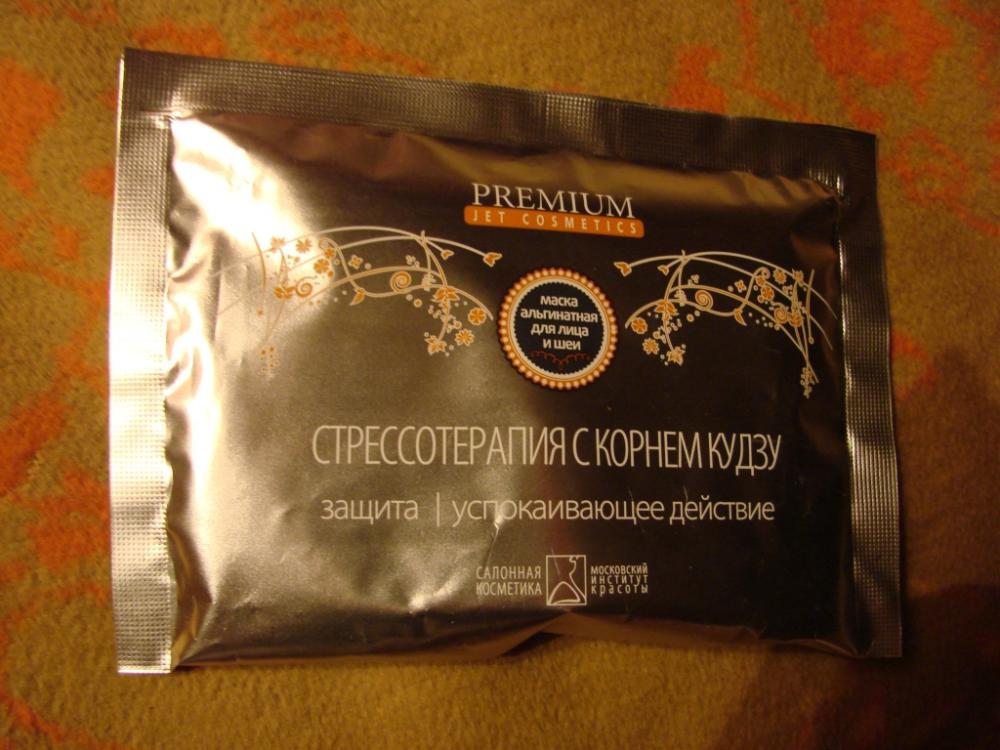 PREMIUM
JET COSMETICS
маска
альгинатная
для лица
и шеи
СТРЕССОТЕРАПИЯ С КОРНЕМ КУДЗУ
защита | успокаивающее действие
САЛОННАЯ
КОСМЕТИКА
МОСКОВСКИЙ
ИНСТИТУТ
КРАСОТЫ